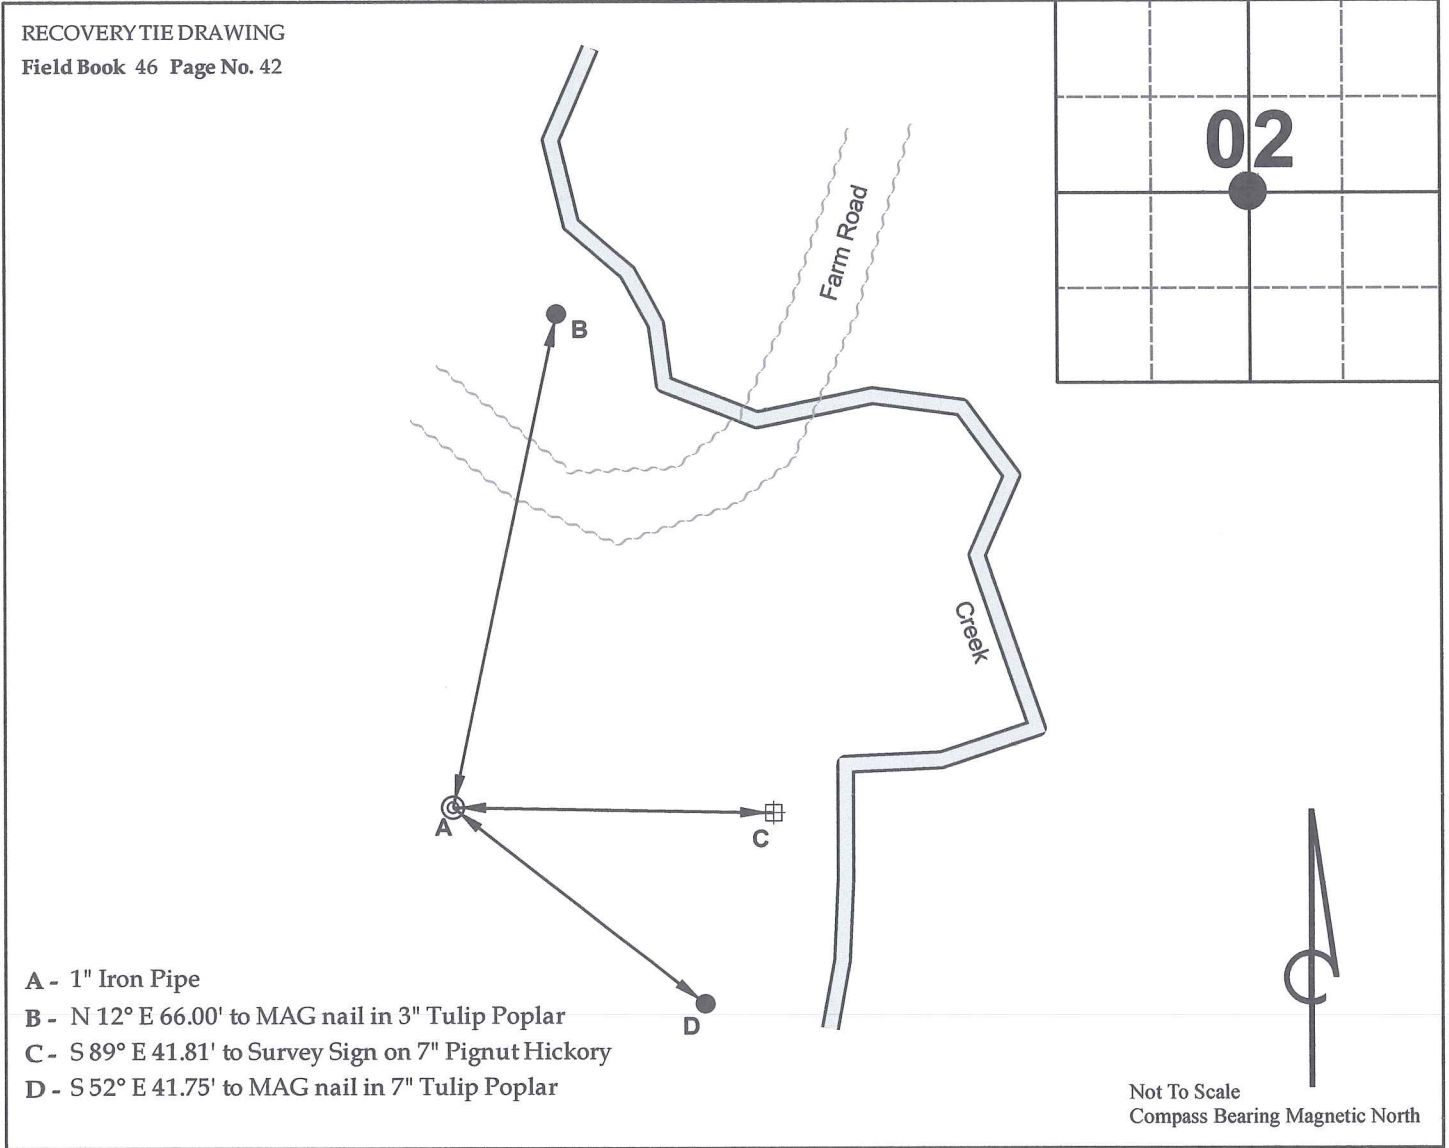 RECOVERY TIE DRAWING
Field Book 46 Page No. 42
02
Farm Road
B
Creek
A
C
D
A - 1" Iron Pipe
B - N 12° E 66.00' to MAG nail in 3" Tulip Poplar
C - S 89° E 41.81' to Survey Sign on 7" Pignut Hickory
D - S 52° E 41.75' to MAG nail in 7" Tulip Poplar
Not To Scale
Compass Bearing Magnetic North